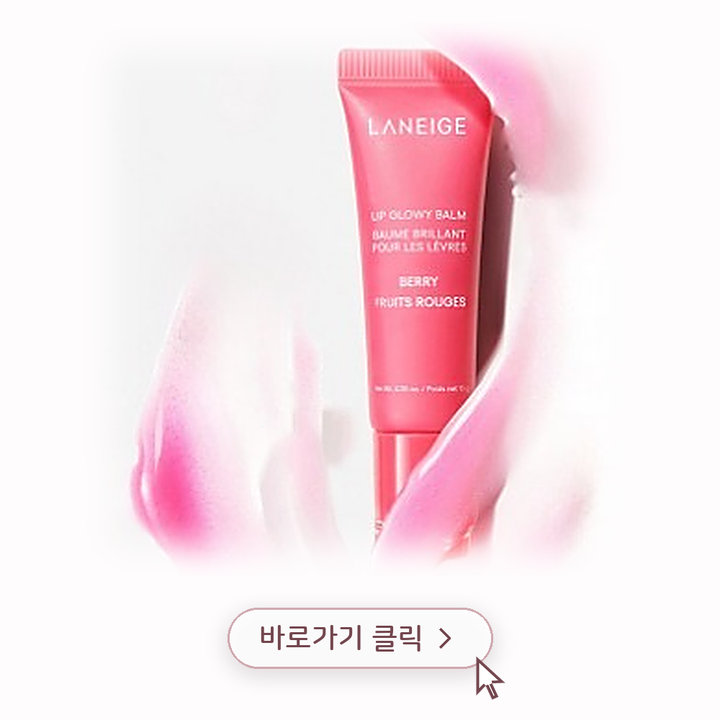 LANEIGE
LIP GLOWY BALM
BAUME BRILLANT
POUR LES LÈVRES
BERRY
FRUITS ROUGES
바로가기 클릭